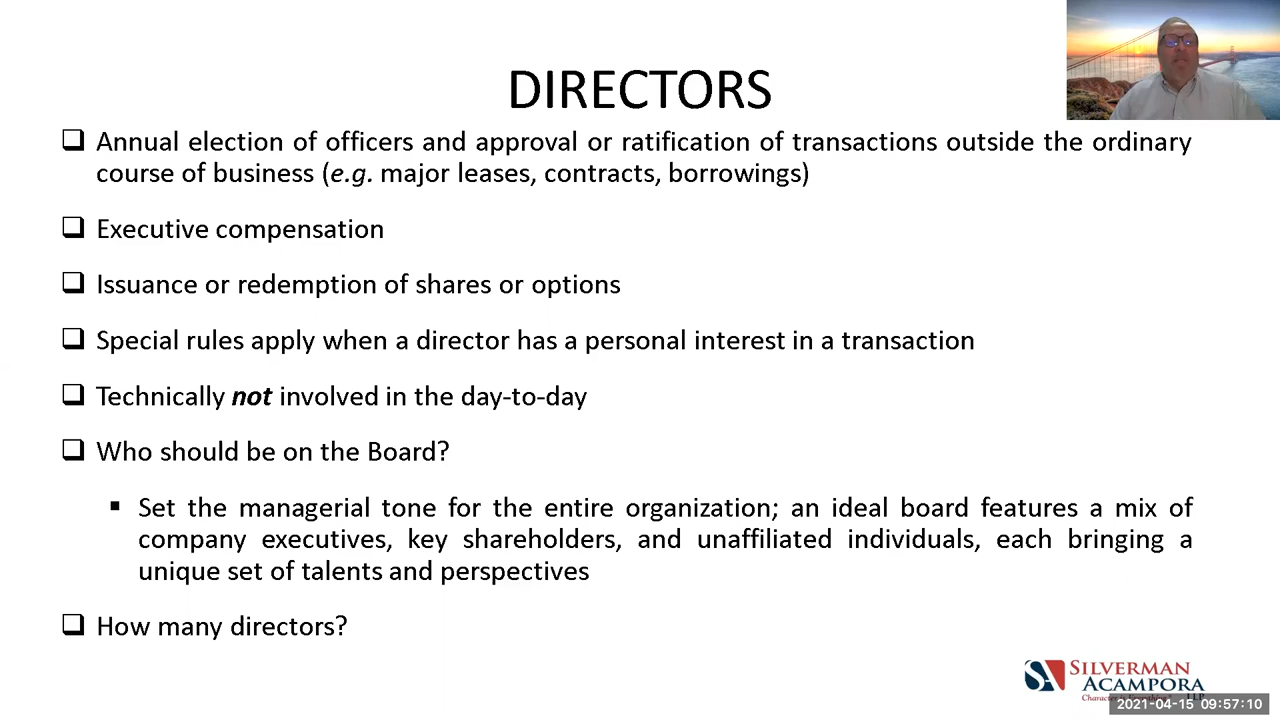 DIRECTORS
Annual election of officers and approval or ratification of transactions outside the ordinary
course of business (e.g. major leases, contracts, borrowings)
Executive compensation
Issuance or redemption of shares or options
Special rules apply when a director has a personal interest in a transaction
Technically not involved in the day-to-day
Who should be on the Board?
Set the managerial tone for the entire organization; an ideal board features a mix of
company executives, key shareholders, and unaffiliated individuals, each bringing a
unique set of talents and perspectives
How many directors?
SA
SILVERMAN
ACAMPORA
LLP
2021-04-15 09:57:10